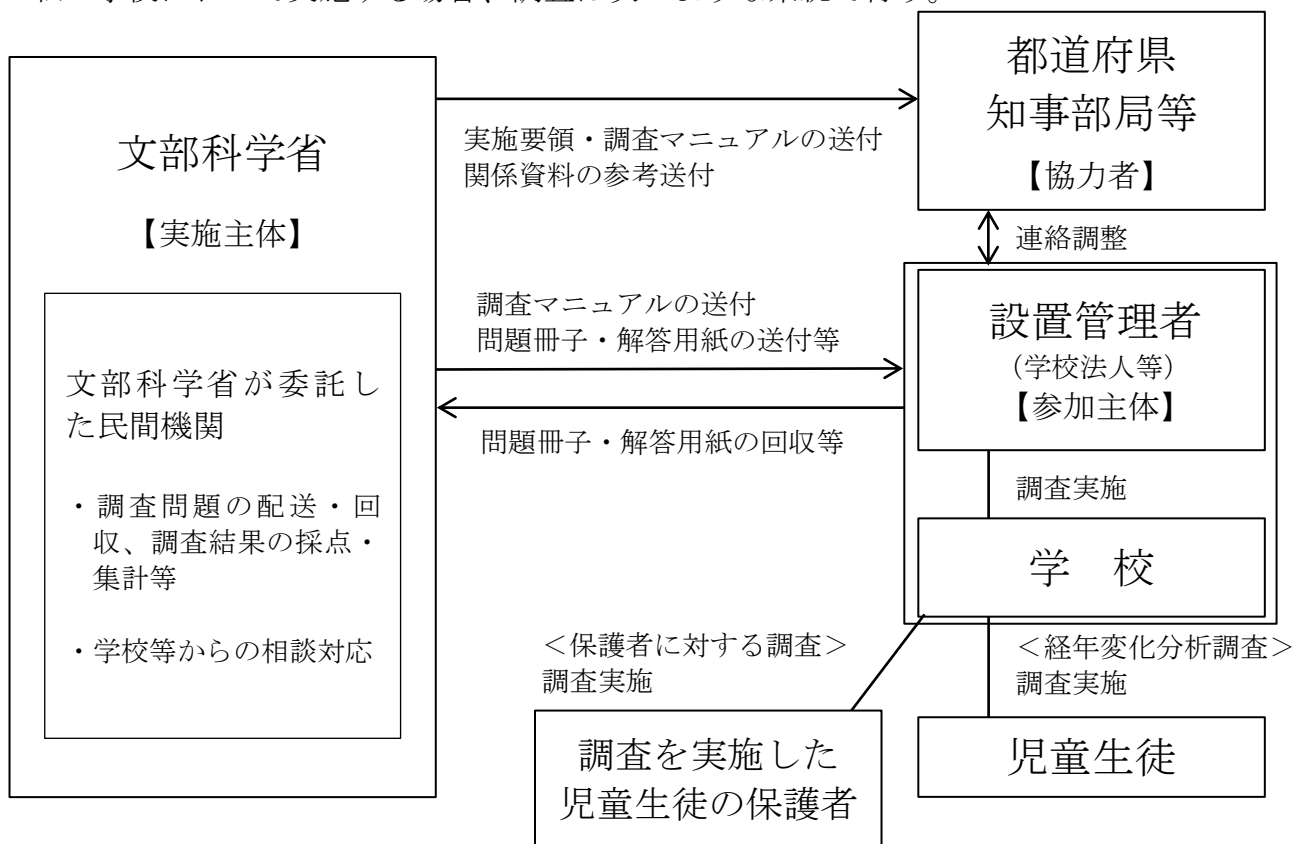 文部科学省
【実施主体】
文部科学省が委託し
た民間機関
・調査問題の配送・回
収、調査結果の採点・
集計等
・学校等からの相談対応
実施要領・調査マニュアルの送付
関係資料の参考送付
都道府県
知事部局等
【協力者】
連絡調整
調査マニュアルの送付
問題冊子・解答用紙の送付等
問題冊子・解答用紙の回収等
設置管理者
(学校法人等)
【参加主体】
調査実施
学　校
＜保護者に対する調査＞
調査実施
＜経年変化分析調査＞
調査実施
調査を実施した
児童生徒の保護者
児童生徒